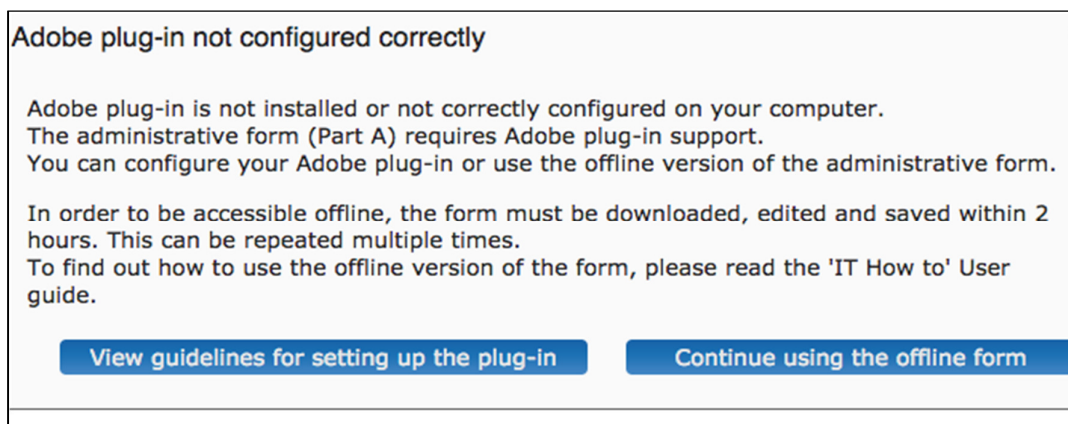 Adobe plug-in not configured correctly
Adobe plug-in is not installed or not correctly configured on your computer.
The administrative form (Part A) requires Adobe plug-in support.
You can configure your Adobe plug-in or use the offline version of the administrative form.
In order to be accessible offline, the form must be downloaded, edited and saved within 2
hours. This can be repeated multiple times.
To find out how to use the offline version of the form, please read the 'IT How to' User
guide.
View guidelines for setting up the plug-in
Continue using the offline form